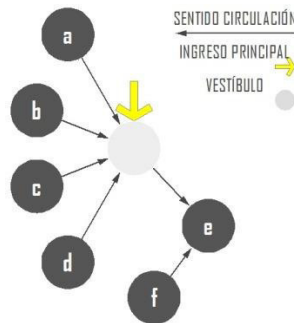 SENTIDO CIRCULACIÓN
INGRESO PRINCIPAL
VESTÍBULO
a
b
c
d
e
f